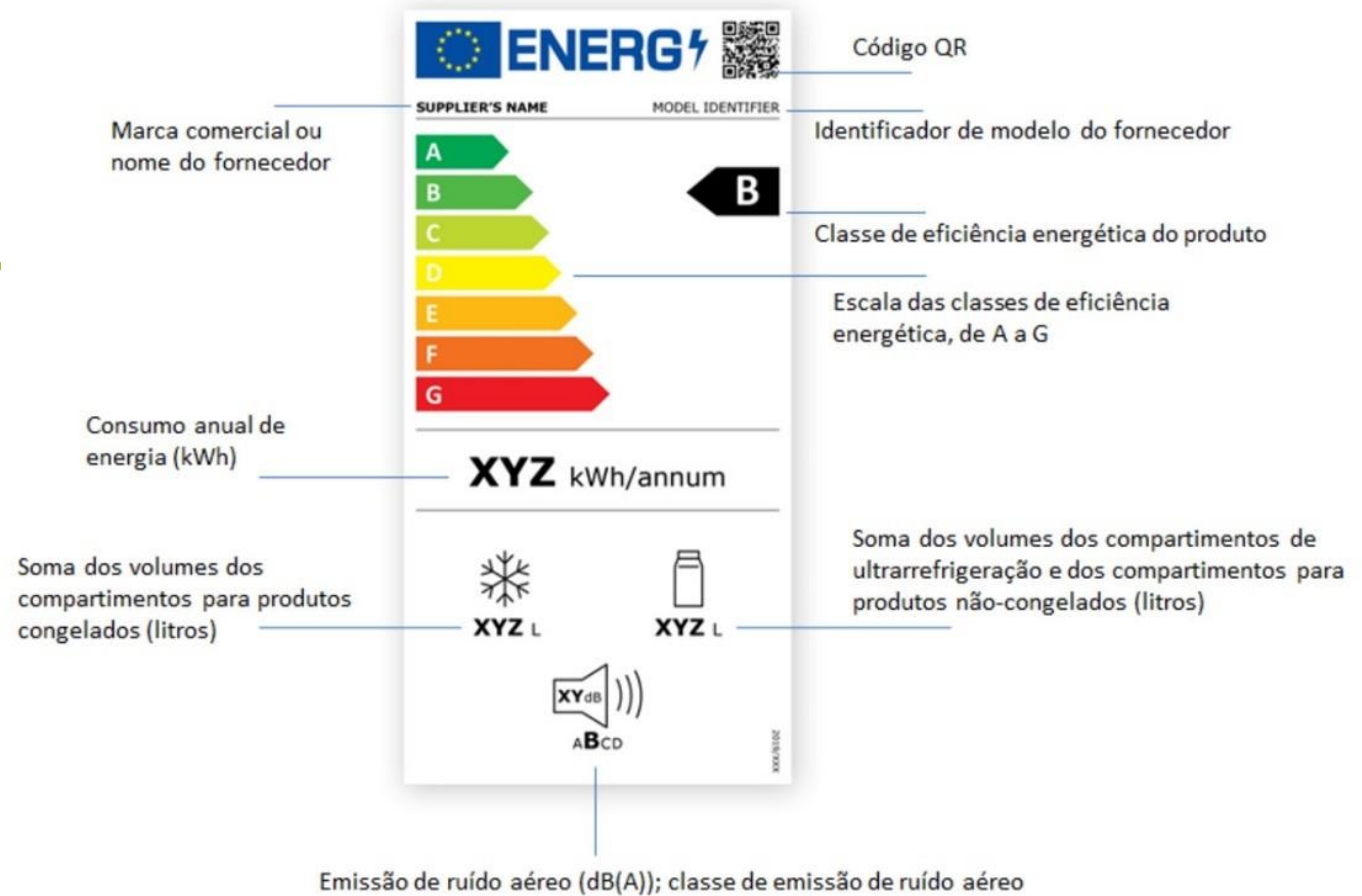 ENERG
Código QR
SUPPLIER'S NAME
MODEL IDENTIFIER
Marca comercial ou
nome do fornecedor
Identificador de modelo do fornecedor
A
B
B
C
Classe de eficiência energética do produto
D
E
Escala das classes de eficiência
energética, de A a G
F
G
Consumo anual de
energia (kWh)
XYZ kWh/annum
Soma dos volumes dos
compartimentos para produtos
congelados (litros)
XYZ L
XYZ L
Soma dos volumes dos compartimentos de
ultrarrefrigeração e dos compartimentos para
produtos não-congelados (litros)
XYdB
ABCD
2019/XXX
Emissão de ruído aéreo (dB(A)); classe de emissão de ruído aéreo